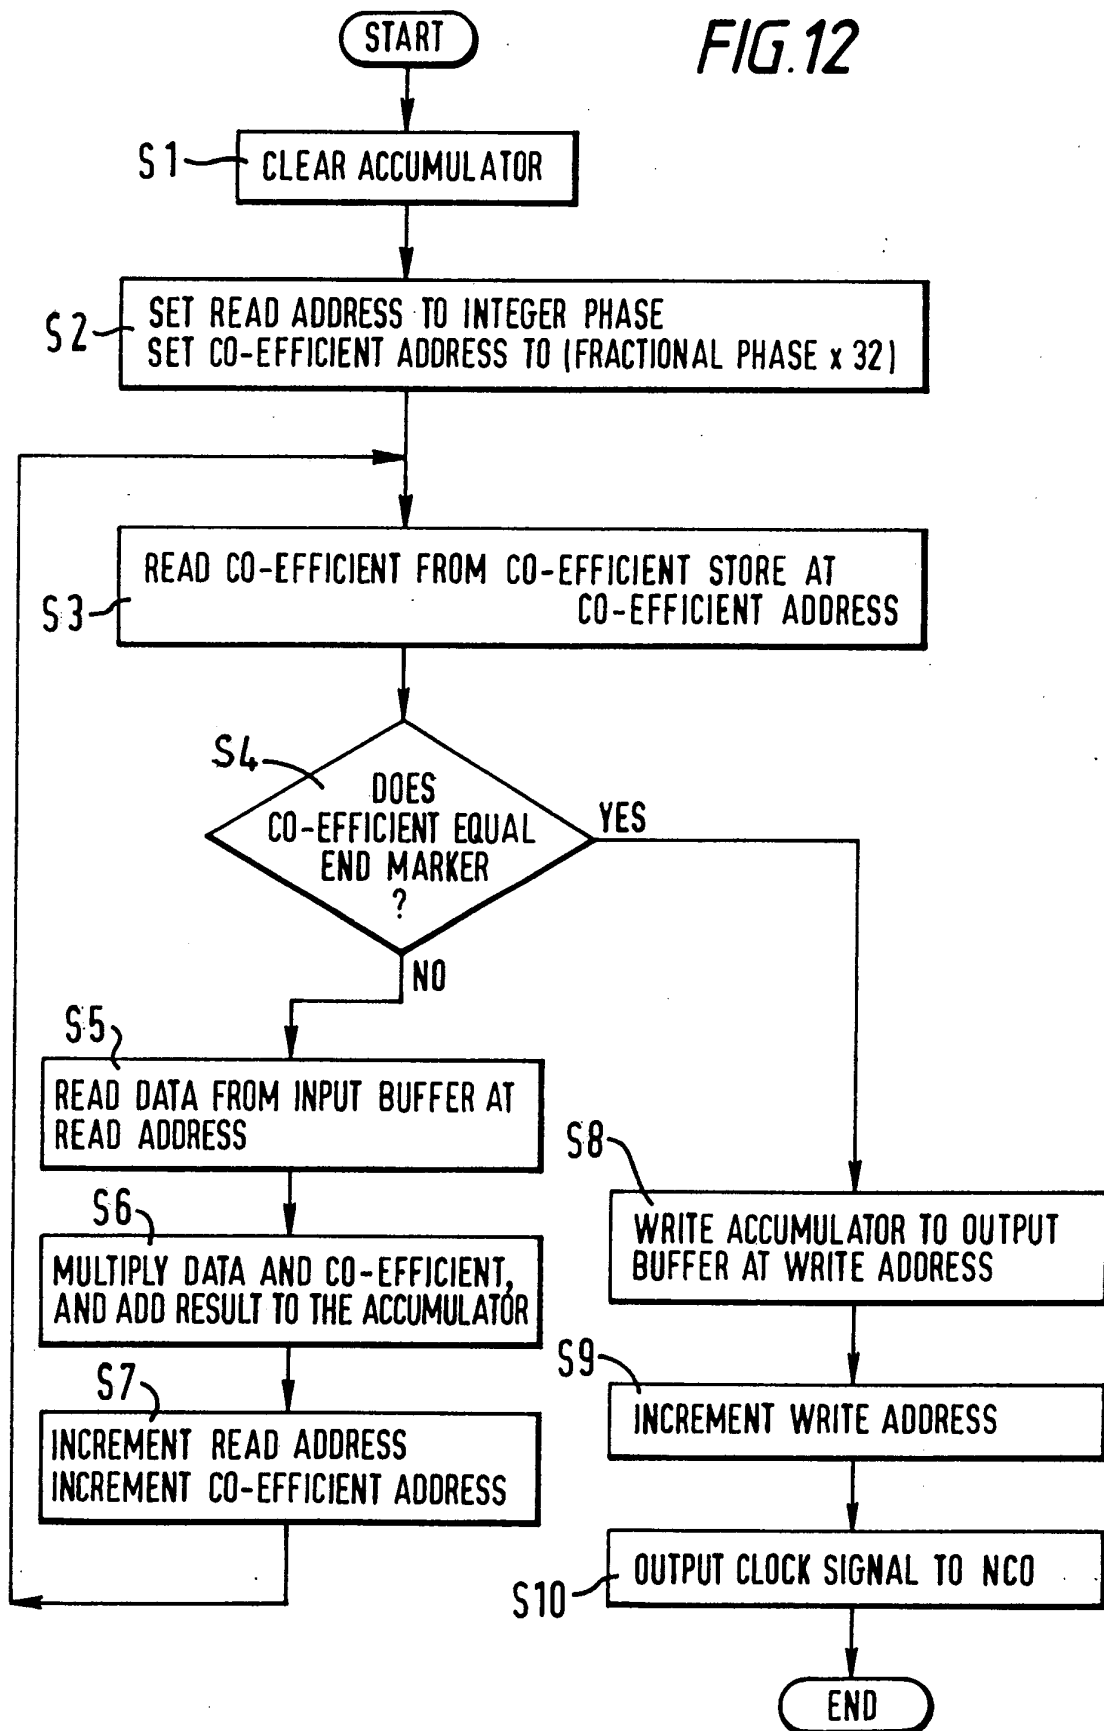 FIG.12
START
S1
CLEAR ACCUMULATOR
S2
SET READ ADDRESS TO INTEGER PHASE
SET CO-EFFICIENT ADDRESS TO (FRACTIONAL PHASE x 32)
S3
READ CO-EFFICIENT FROM CO-EFFICIENT STORE AT
CO-EFFICIENT ADDRESS
S4
DOES
CO-EFFICIENT EQUAL
END MARKER
?
YES
NO
S5
READ DATA FROM INPUT BUFFER AT
READ ADDRESS
S6
MULTIPLY DATA AND CO-EFFICIENT,
AND ADD RESULT TO THE ACCUMULATOR
S7
INCREMENT READ ADDRESS
INCREMENT CO-EFFICIENT ADDRESS
S8
WRITE ACCUMULATOR TO OUTPUT
BUFFER AT WRITE ADDRESS
S9
INCREMENT WRITE ADDRESS
S10
OUTPUT CLOCK SIGNAL TO NCO
END